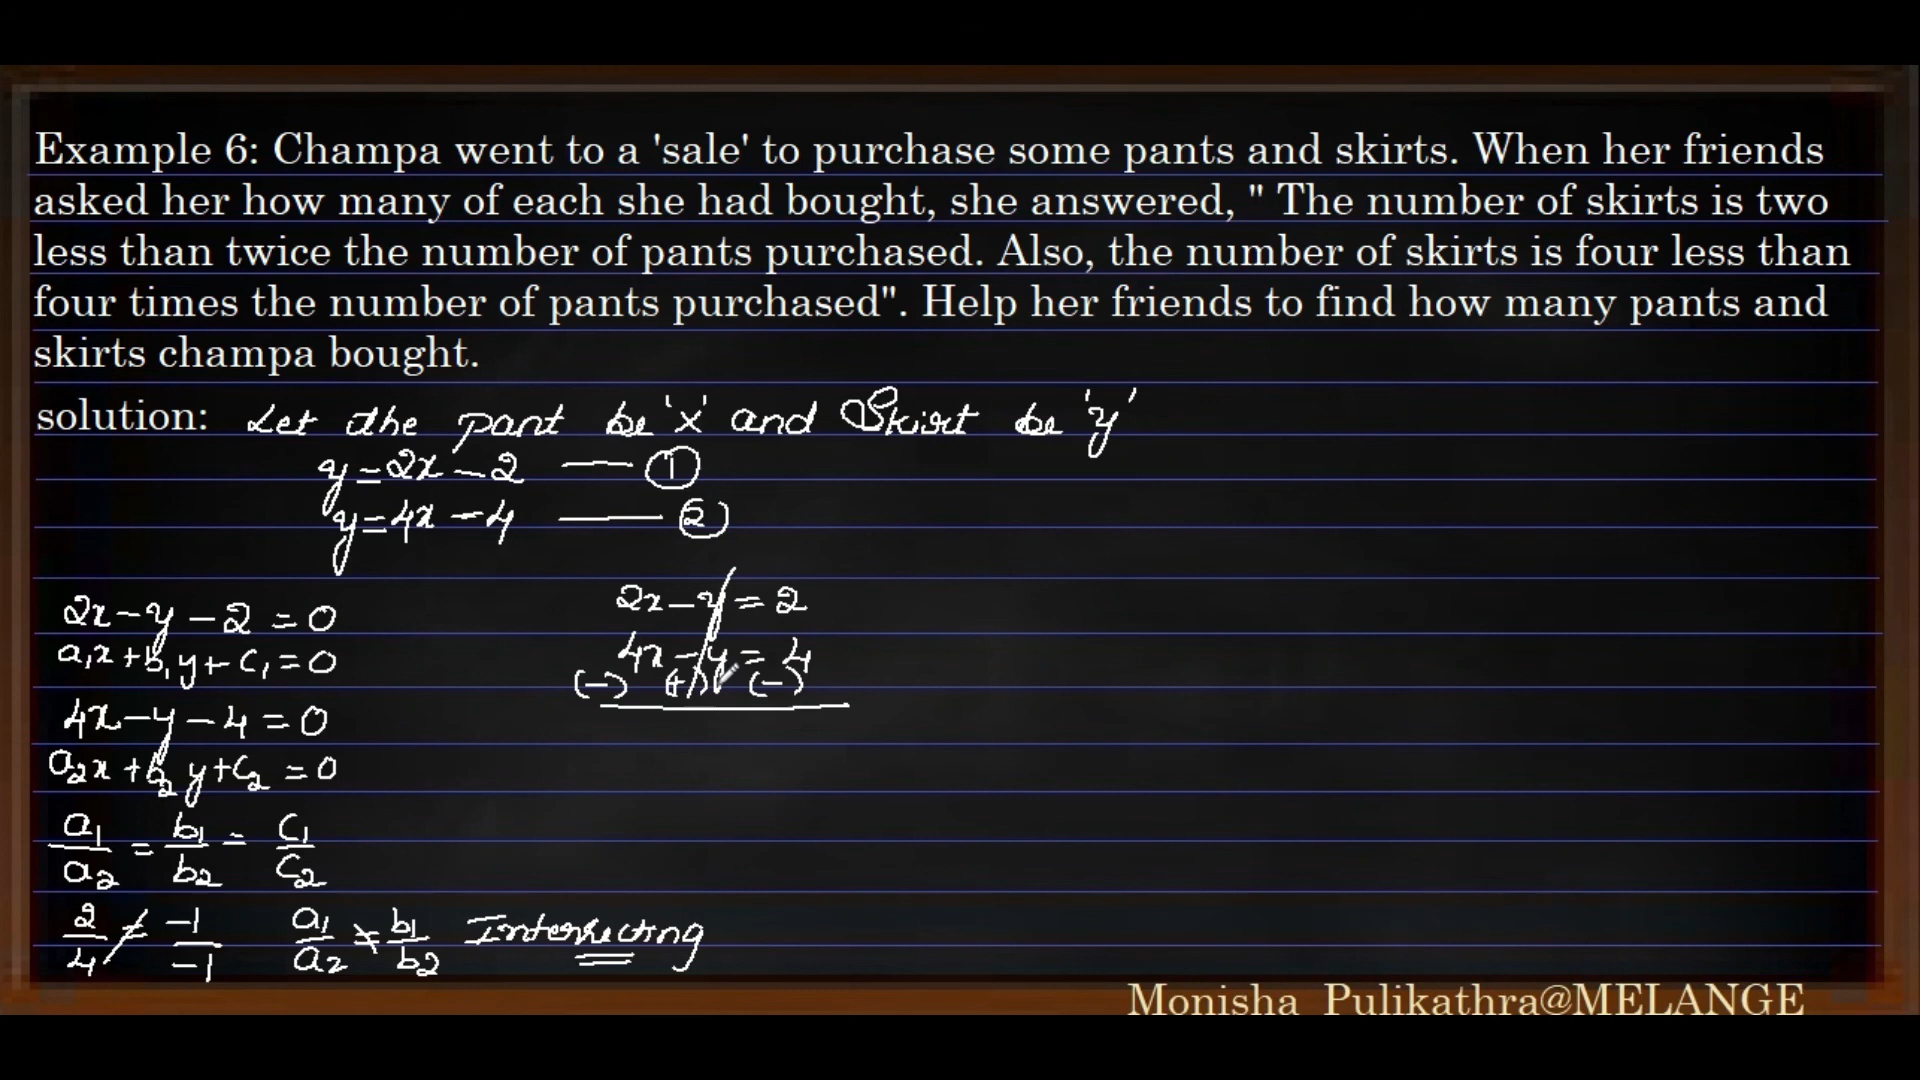 Example 6: Champa went to a 'sale' to purchase some pants and skirts. When her friends
asked her how many of each she had bought, she answered, " The number of skirts is two
less than twice the number of pants purchased. Also, the number of skirts is four less than
four times the number of pants purchased". Help her friends to find how many pants and
skirts champa bought.
solution: Let the pant be 'x' and Skirt be 'y'
y = 2x - 2 — ①
y = 4x - 4 — ②
2x - y - 2 = 0
a₁x + b₁y + c₁ = 0
4x - y - 4 = 0
a₂x + b₂y + c₂ = 0
a₁/a₂ = b₁/b₂ = c₁/c₂
2/4 ≠ -1/-1 a₁/a₂ ≠ b₁/b₂ Intersecting
2x - y = 2
4x - y = 4
(-) (+) (-)
Monisha Pulikathra@MELANGE